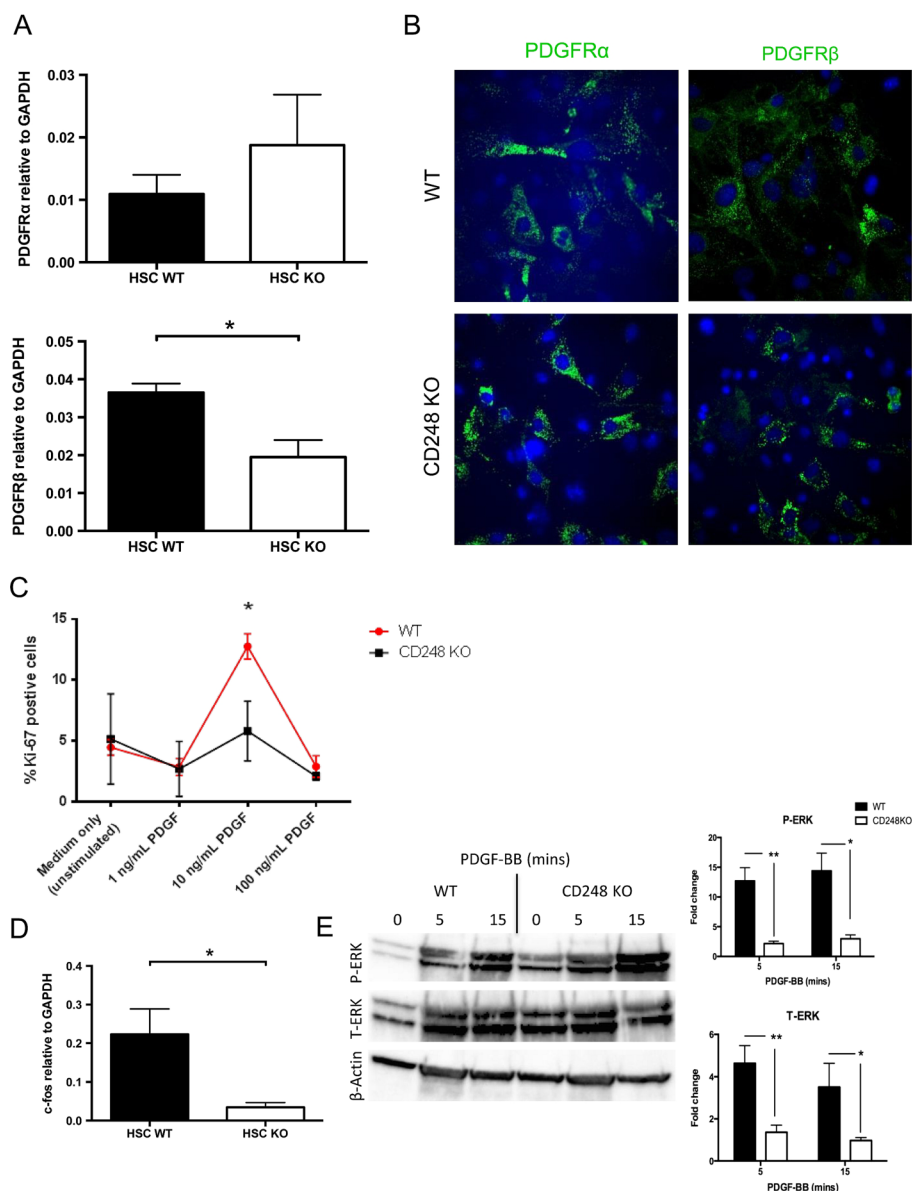 A
PDGFRα relative to GAPDH
0.03
0.02
0.01
0.00
HSC WT
HSC KO
PDGFRβ relative to GAPDH
*
0.05
0.04
0.03
0.02
0.01
0.00
HSC WT
HSC KO
B
PDGFRα
PDGFRβ
WT
CD248 KO
C
%Ki-67 postive cells
15
10
5
0
*
WT
CD248 KO
Medium only
(unstimulated)
1 ng/mL PDGF
10 ng/mL PDGF
100 ng/mL PDGF
D
c-fos relative to GAPDH
*
0.4
0.3
0.2
0.1
0.0
HSC WT
HSC KO
E
PDGF-BB (mins)
WT
CD248 KO
0 5 15 0 5 15
P-ERK
T-ERK
β-Actin
WT
CD248KO
P-ERK
Fold change
20
15
10
5
0
**
*
5
15
PDGF-BB (mins)
T-ERK
Fold change
6
4
2
0
**
*
5
15
PDGF-BB (mins)